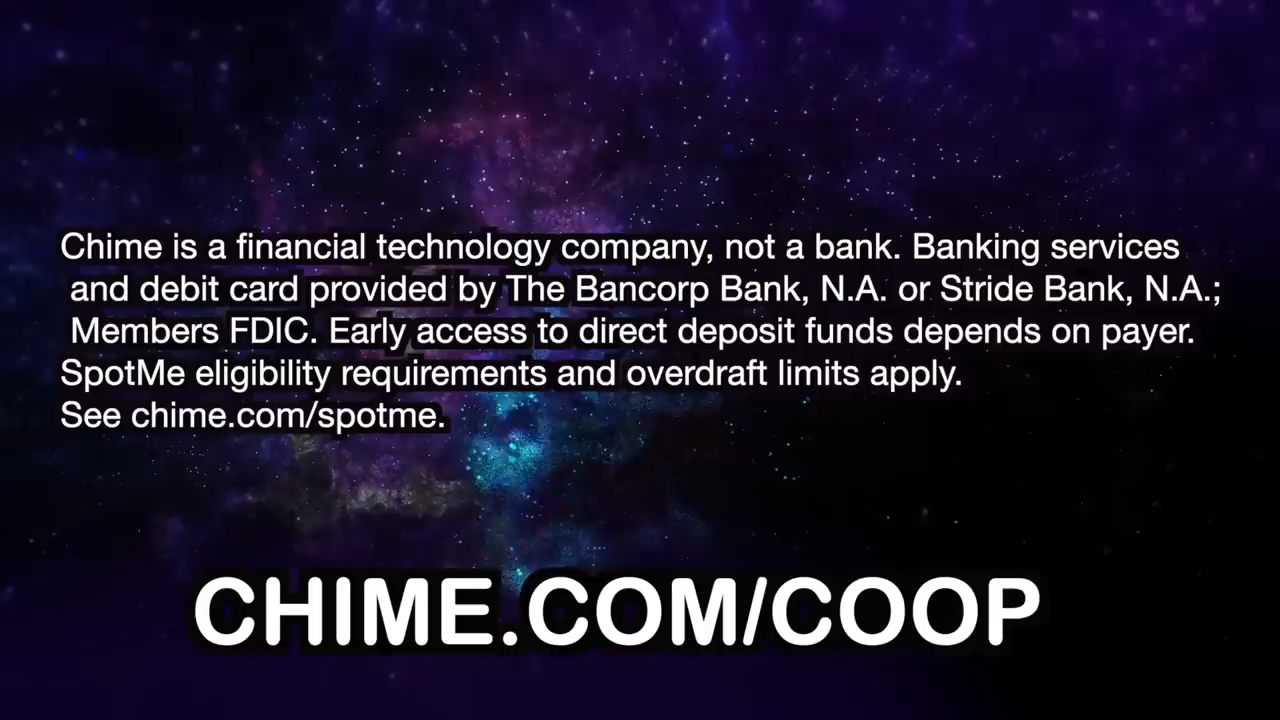 Chime is a financial technology company, not a bank. Banking services
and debit card provided by The Bancorp Bank, N.A. or Stride Bank, N.A.;
Members FDIC. Early access to direct deposit funds depends on payer.
SpotMe eligibility requirements and overdraft limits apply.
See chime.com/spotme.
CHIME.COM/COOP